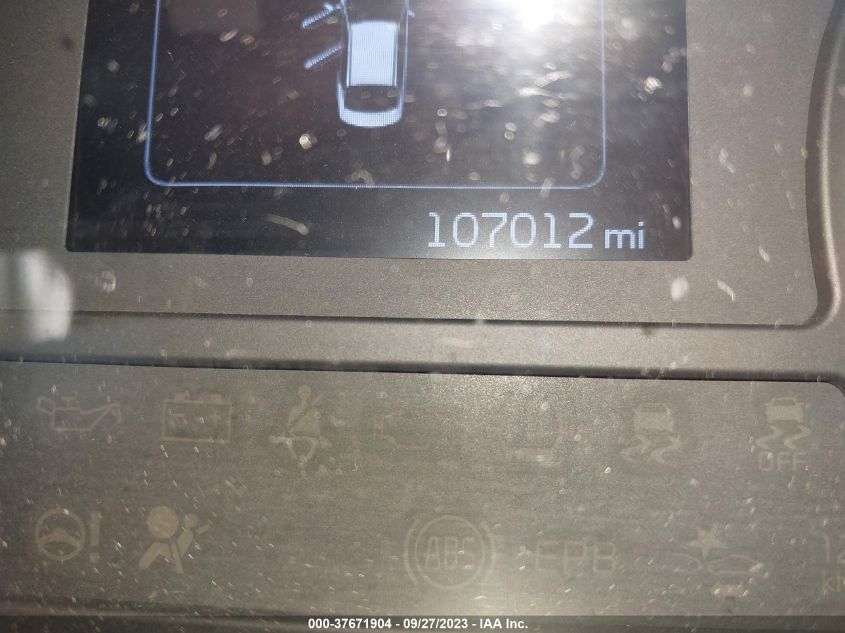 107012 mi
OFF
ABS
EPB
000-37671904 - 09/27/2023 - IAA Inc.